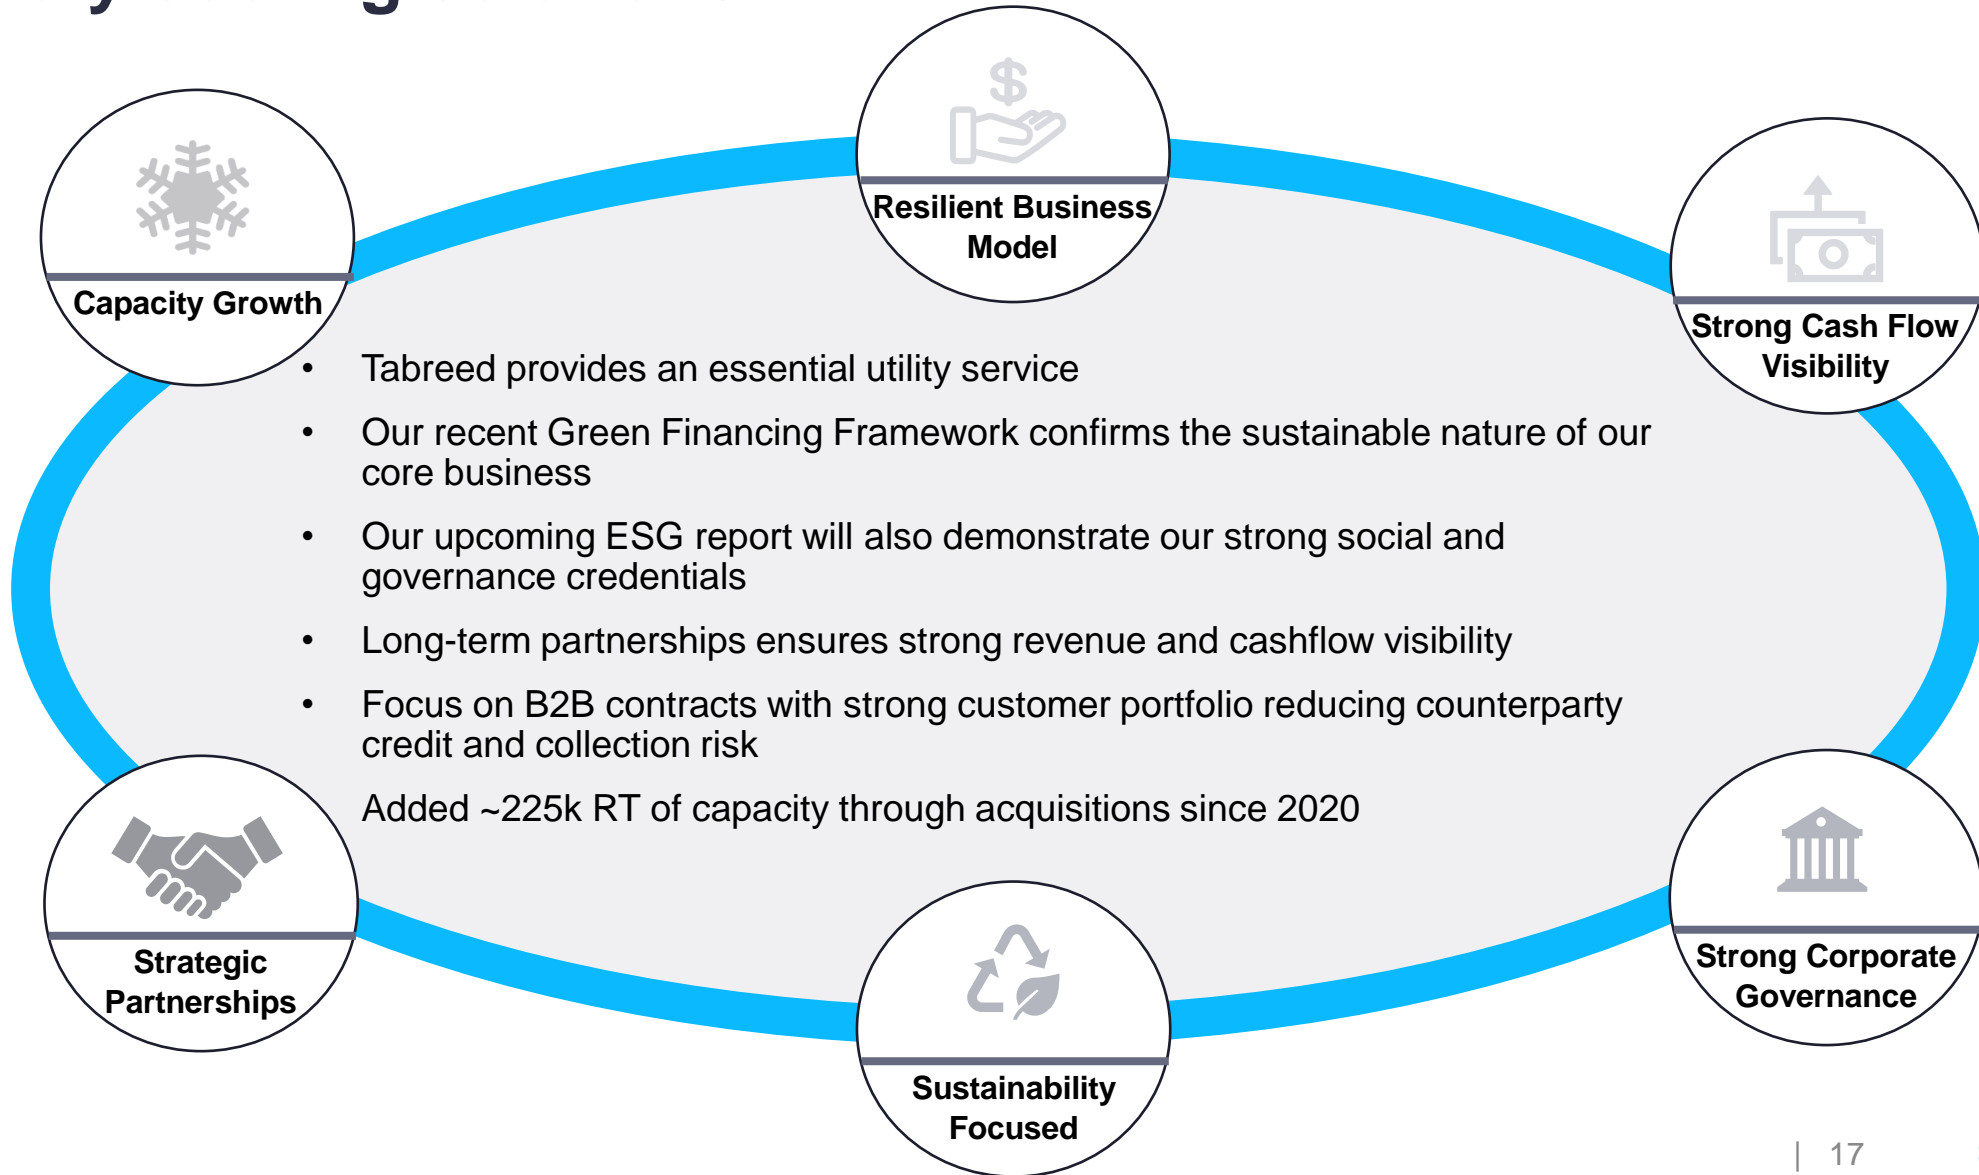 Resilient Business
Model
Capacity Growth
Strong Cash Flow
Visibility
• Tabreed provides an essential utility service
• Our recent Green Financing Framework confirms the sustainable nature of our
core business
• Our upcoming ESG report will also demonstrate our strong social and
governance credentials
• Long-term partnerships ensures strong revenue and cashflow visibility
• Focus on B2B contracts with strong customer portfolio reducing counterparty
credit and collection risk
Added ~225k RT of capacity through acquisitions since 2020
Strategic
Partnerships
Strong Corporate
Governance
Sustainability
Focused
| 17